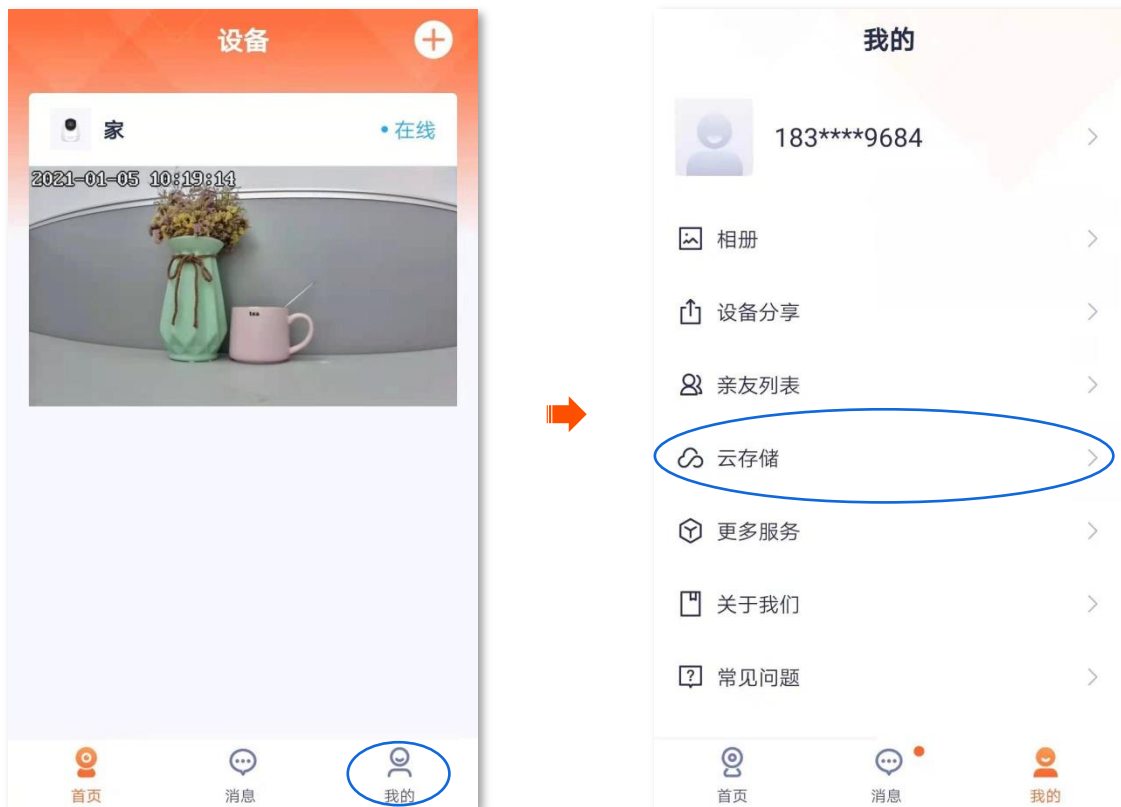 设备
家
在线
2021-01-05 10:19:14
tea
首页
消息
我的
我的
183****9684
相册
设备分享
亲友列表
云存储
更多服务
关于我们
常见问题
首页
消息
我的